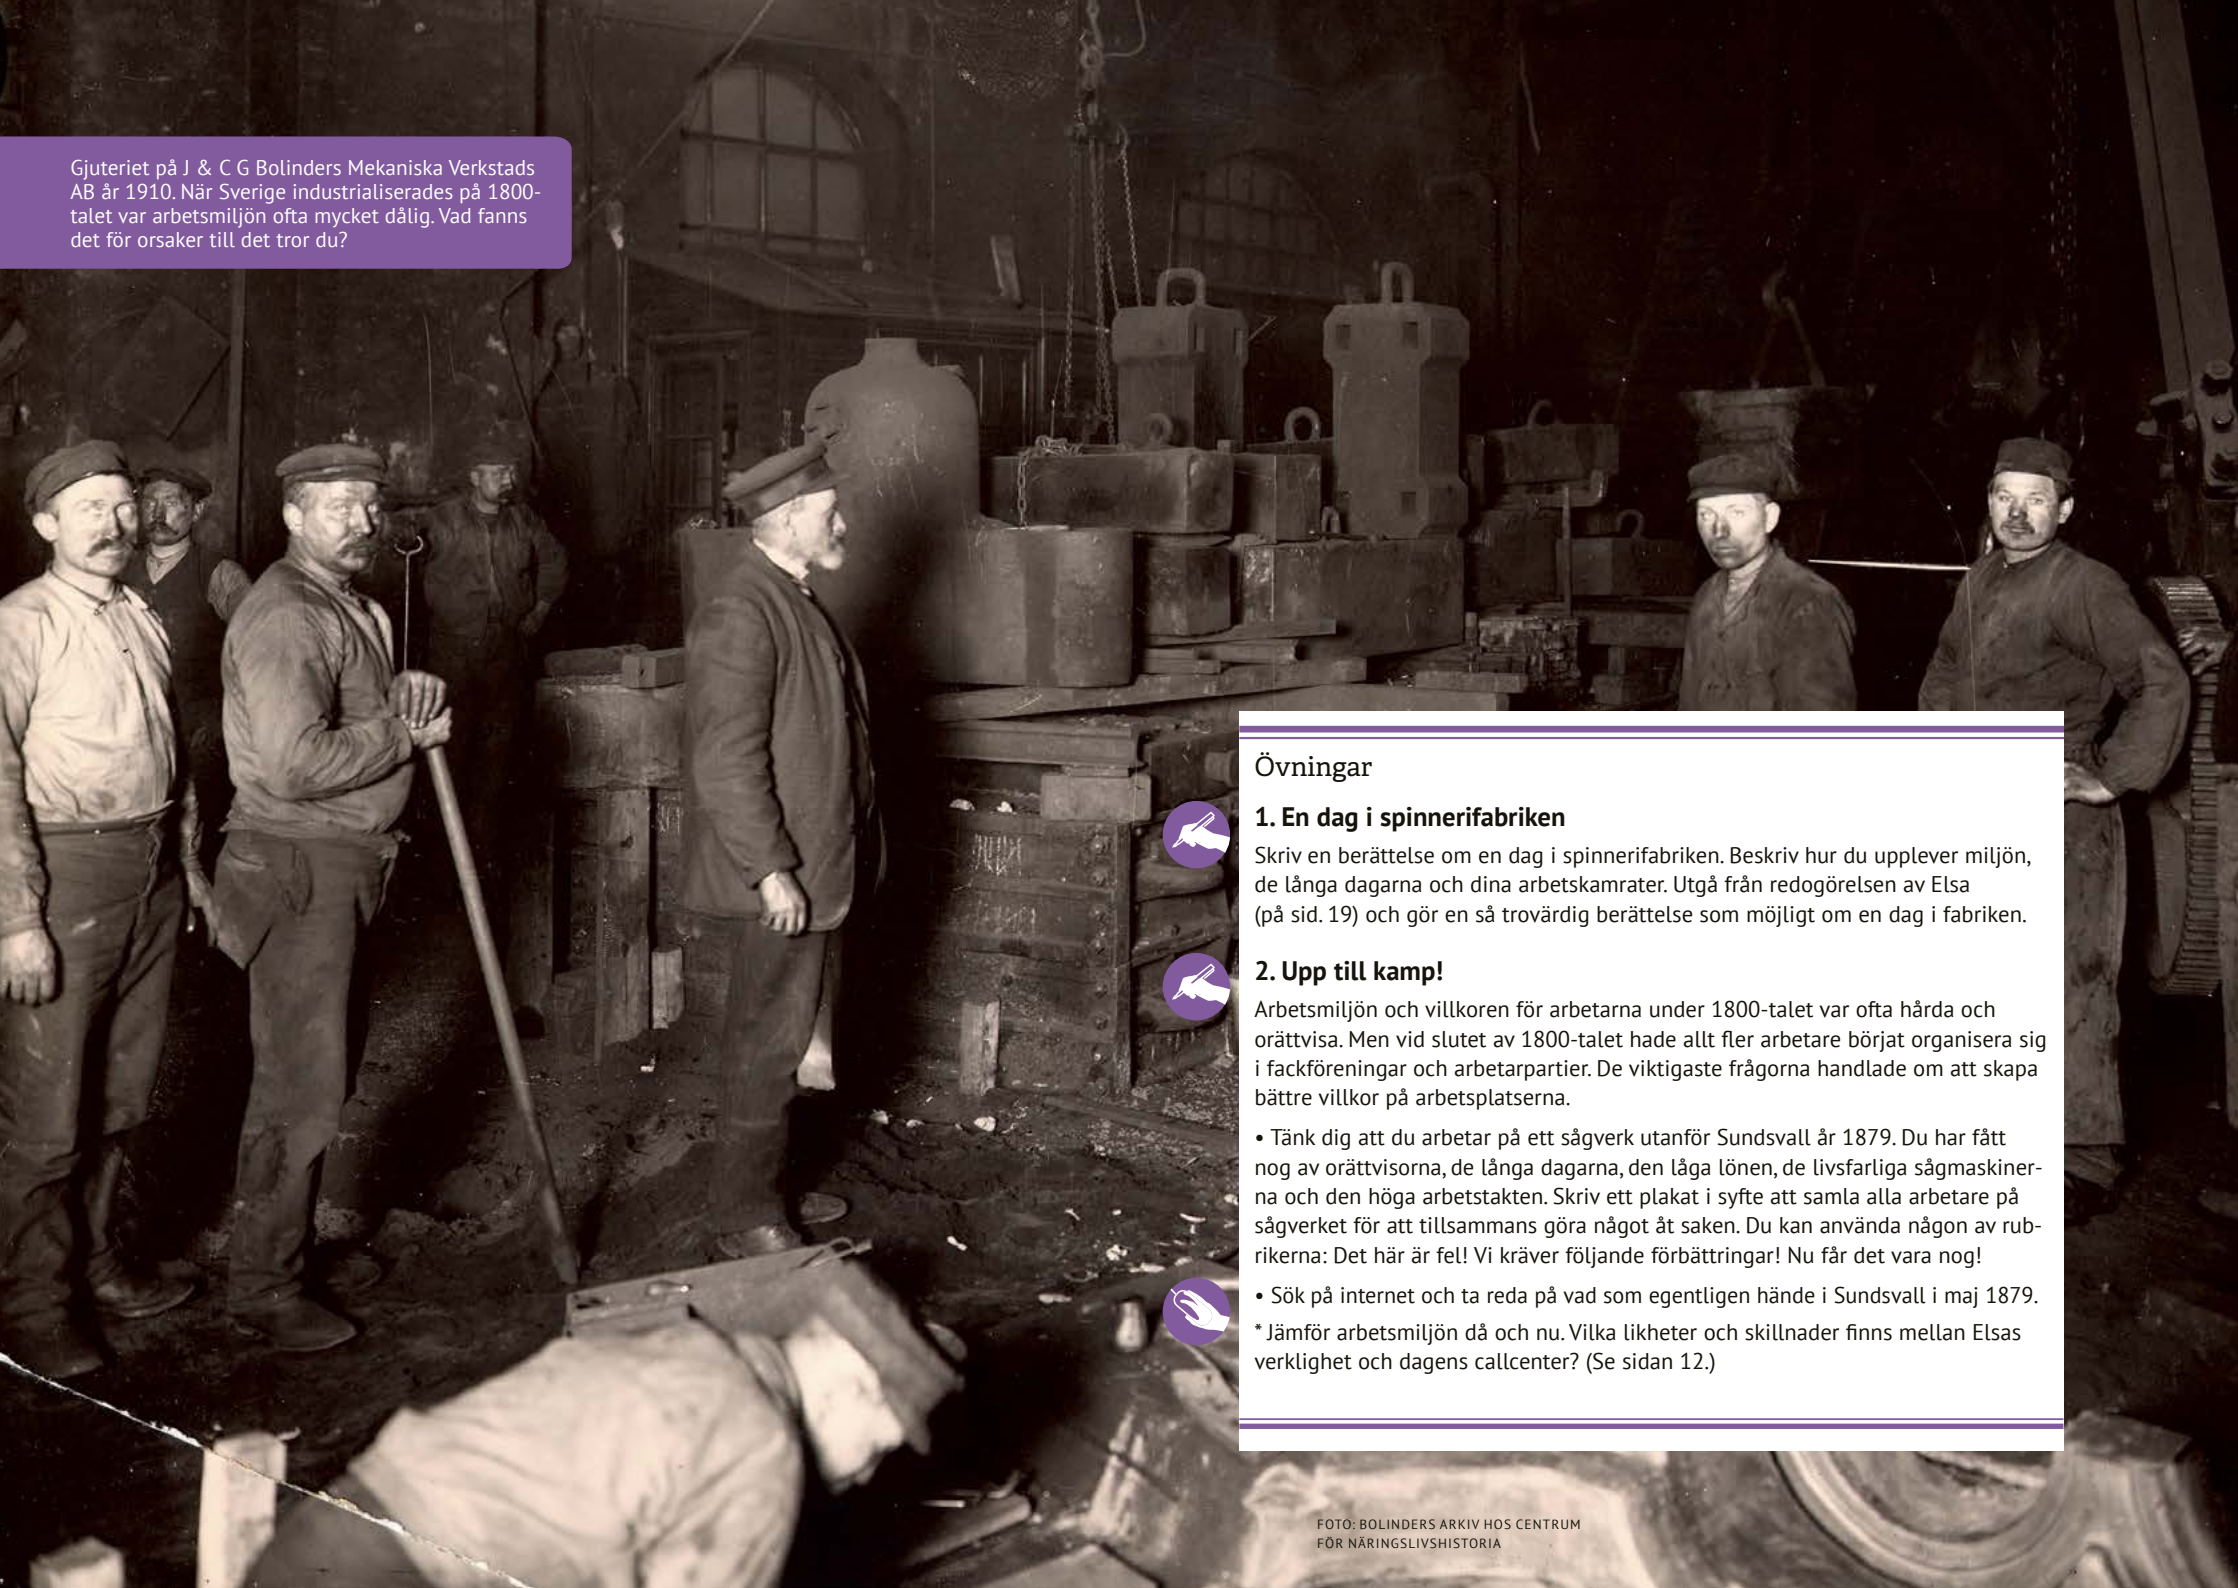 Gjuteriet på J & C G Bolinders Mekaniska Verkstads
AB år 1910. När Sverige industrialiserades på 1800-
talet var arbetsmiljön ofta mycket dålig. Vad fanns
det för orsaker till det tror du?
Övningar
1. En dag i spinnerifabriken
Skriv en berättelse om en dag i spinnerifabriken. Beskriv hur du upplever miljön,
de långa dagarna och dina arbetskamrater. Utgå från redogörelsen av Elsa
(på sid. 19) och gör en så trovärdig berättelse som möjligt om en dag i fabriken.
2. Upp till kamp!
Arbetsmiljön och villkoren för arbetarna under 1800-talet var ofta hårda och
orättvisa. Men vid slutet av 1800-talet hade allt fler arbetare börjat organisera sig
i fackföreningar och arbetarpartier. De viktigaste frågorna handlade om att skapa
bättre villkor på arbetsplatserna.
• Tänk dig att du arbetar på ett sågverk utanför Sundsvall år 1879. Du har fått
nog av orättvisorna, de långa dagarna, den låga lönen, de livsfarliga sågmaskiner-
na och den höga arbetstakten. Skriv ett plakat i syfte att samla alla arbetare på
sågverket för att tillsammans göra något åt saken. Du kan använda någon av rub-
rikerna: Det här är fel! Vi kräver följande förbättringar! Nu får det vara nog!
• Sök på internet och ta reda på vad som egentligen hände i Sundsvall i maj 1879.
* Jämför arbetsmiljön då och nu. Vilka likheter och skillnader finns mellan Elsas
verklighet och dagens callcenter? (Se sidan 12.)
FOTO: BOLINDERS ARKIV HOS CENTRUM
FÖR NÄRINGSLIVSHISTORIA